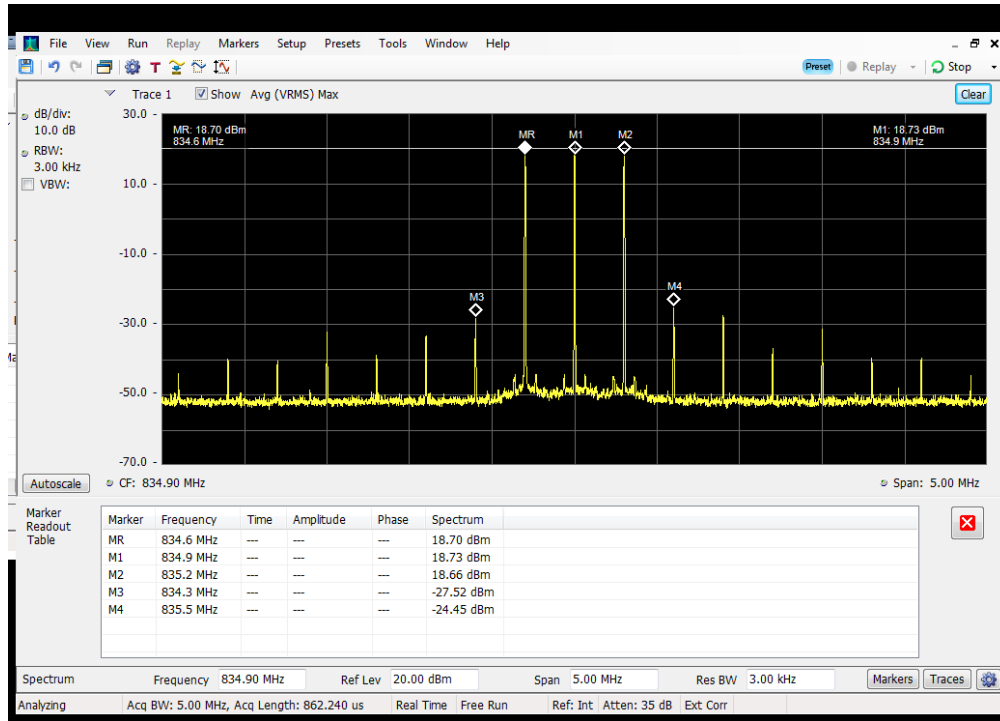 File View Run Replay Markers Setup Presets Tools Window Help
T Preset Replay Stop
Trace 1 Show Avg (VRMS) Max Clear
dB/div:
10.0 dB
RBW:
3.00 kHz
VBW:
30.0
10.0
-10.0
-30.0
-50.0
-70.0
MR: 18.70 dBm
834.6 MHz
MR M1 M2
M1: 18.73 dBm
834.9 MHz
M3 M4
Autoscale CF: 834.90 MHz Span: 5.00 MHz
Marker
Readout
Table
Marker Frequency Time Amplitude Phase Spectrum
MR 834.6 MHz --- --- --- 18.70 dBm
M1 834.9 MHz --- --- --- 18.73 dBm
M2 835.2 MHz --- --- --- 18.66 dBm
M3 834.3 MHz --- --- --- -27.52 dBm
M4 835.5 MHz --- --- --- -24.45 dBm
Spectrum Frequency 834.90 MHz Ref Lev 20.00 dBm Span 5.00 MHz Res BW 3.00 kHz Markers Traces
Analyzing Acq BW: 5.00 MHz, Acq Length: 862.240 us Real Time Free Run Ref: Int Atten: 35 dB Ext Corr